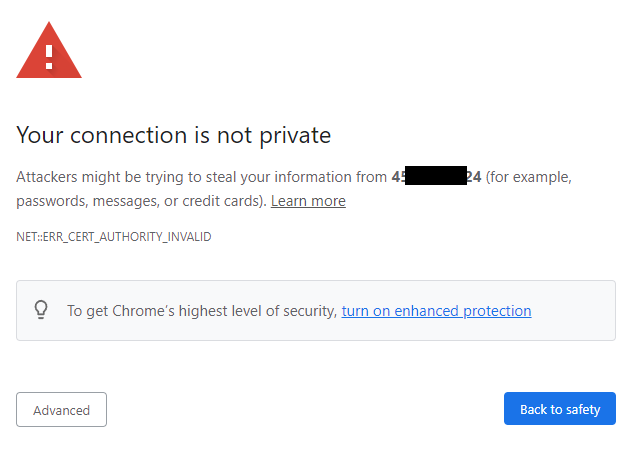 Your connection is not private
Attackers might be trying to steal your information from 24 (for example,
passwords, messages, or credit cards). Learn more
NET::ERR_CERT_AUTHORITY_INVALID
To get Chrome's highest level of security, turn on enhanced protection
Advanced
Back to safety